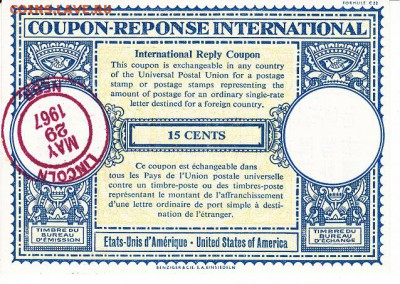 FORMULE C 22
COUPON-REPONSE INTERNATIONAL
International Reply Coupon
This coupon is exchangeable in any country
of the Universal Postal Union for a postage
stamp or postage stamps representing the
amount of postage for an ordinary single-rate
letter destined for a foreign country.
LINCOLN
MAY
29
1967
NEBR.
15 CENTS
Ce coupon est échangeable dans
tous les Pays de l'Union postale universelle
contre un timbre-poste ou des timbres-poste
représentant le montant de l'affranchissement
d'une lettre ordinaire de port simple à destination
de l'étranger.
TIMBRE DU
BUREAU
D'ÉMISSION
Etats-Unis d'Amérique · United States of America
TIMBRE DU
BUREAU
D'ÉCHANGE
BENZIGER & CIE. S.A. EINSIEDELN